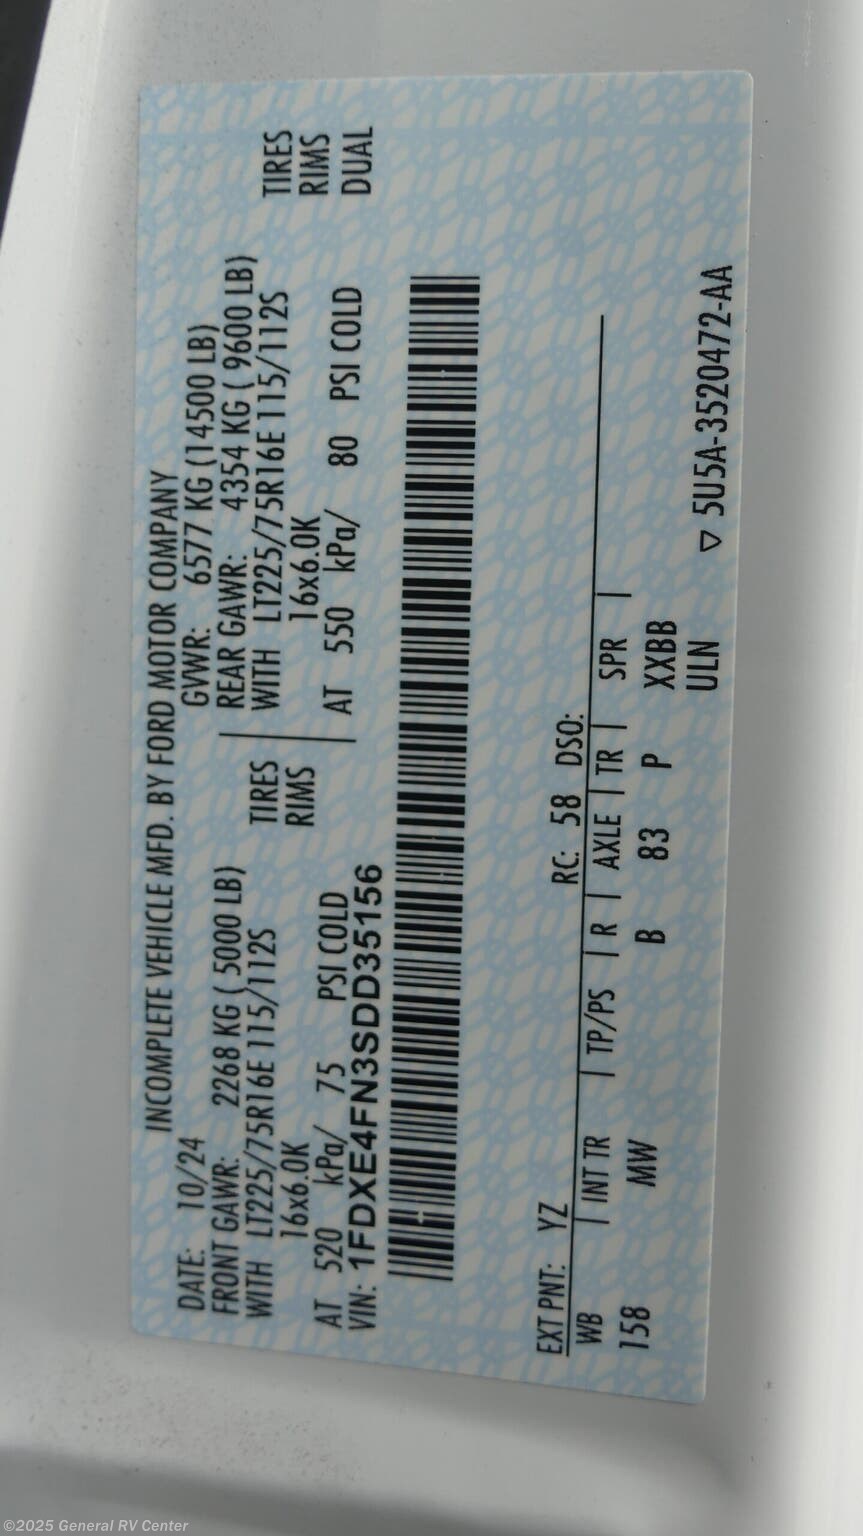 INCOMPLETE VEHICLE MFD. BY FORD MOTOR COMPANY
DATE: 10/24 GVWR: 6577 KG (14500 LB)
FRONT GAWR: 2268 KG ( 5000 LB) REAR GAWR: 4354 KG ( 9600 LB)
WITH LT225/75R16E 115/112S TIRES WITH LT225/75R16E 115/112S TIRES
16x6.0K RIMS 16x6.0K RIMS
AT 520 kPa/ 75 PSI COLD AT 550 kPa/ 80 PSI COLD DUAL
VIN: 1FDXE4FN3SDD35156
EXT PNT: YZ RC: 58 DSO:
WB | INT TR | TP/PS | R | AXLE | TR | SPR |
158 MW B 83 P XXBB
ULN
▽ 5U5A-3520472-AA
©2025 General RV Center